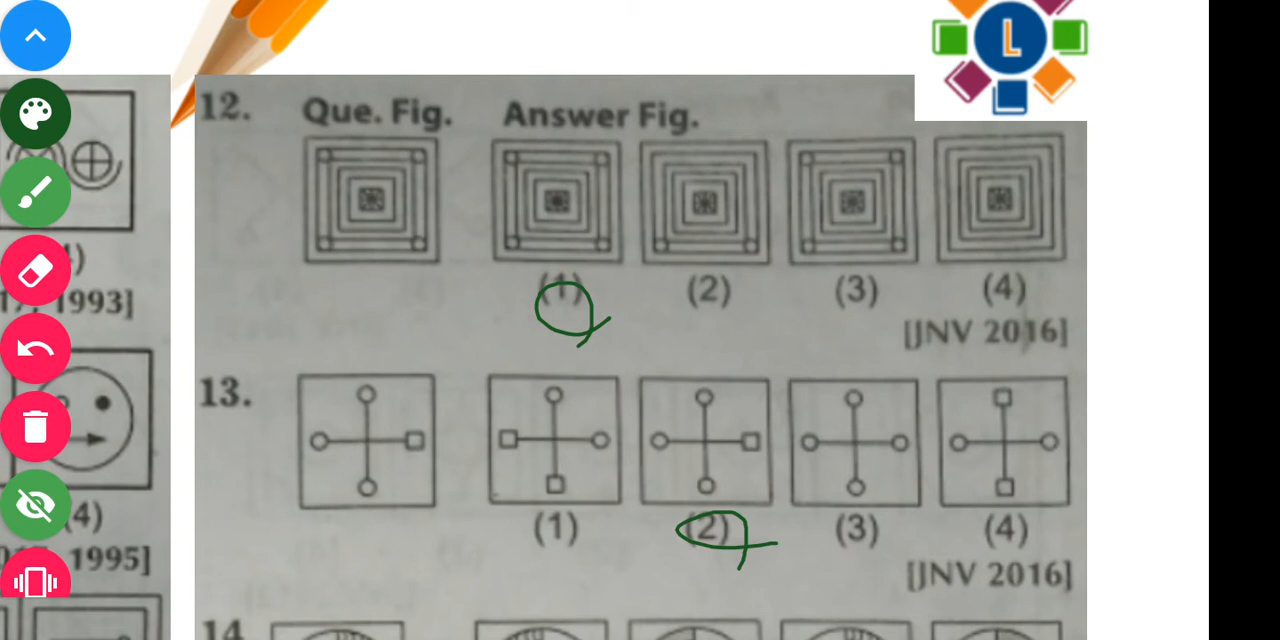 L
12. Que. Fig. Answer Fig.
(1) (2) (3) (4)
[JNV 2016]
13.
(1) (2) (3) (4)
[JNV 2016]
14
4)
1993]
(4)
1995]